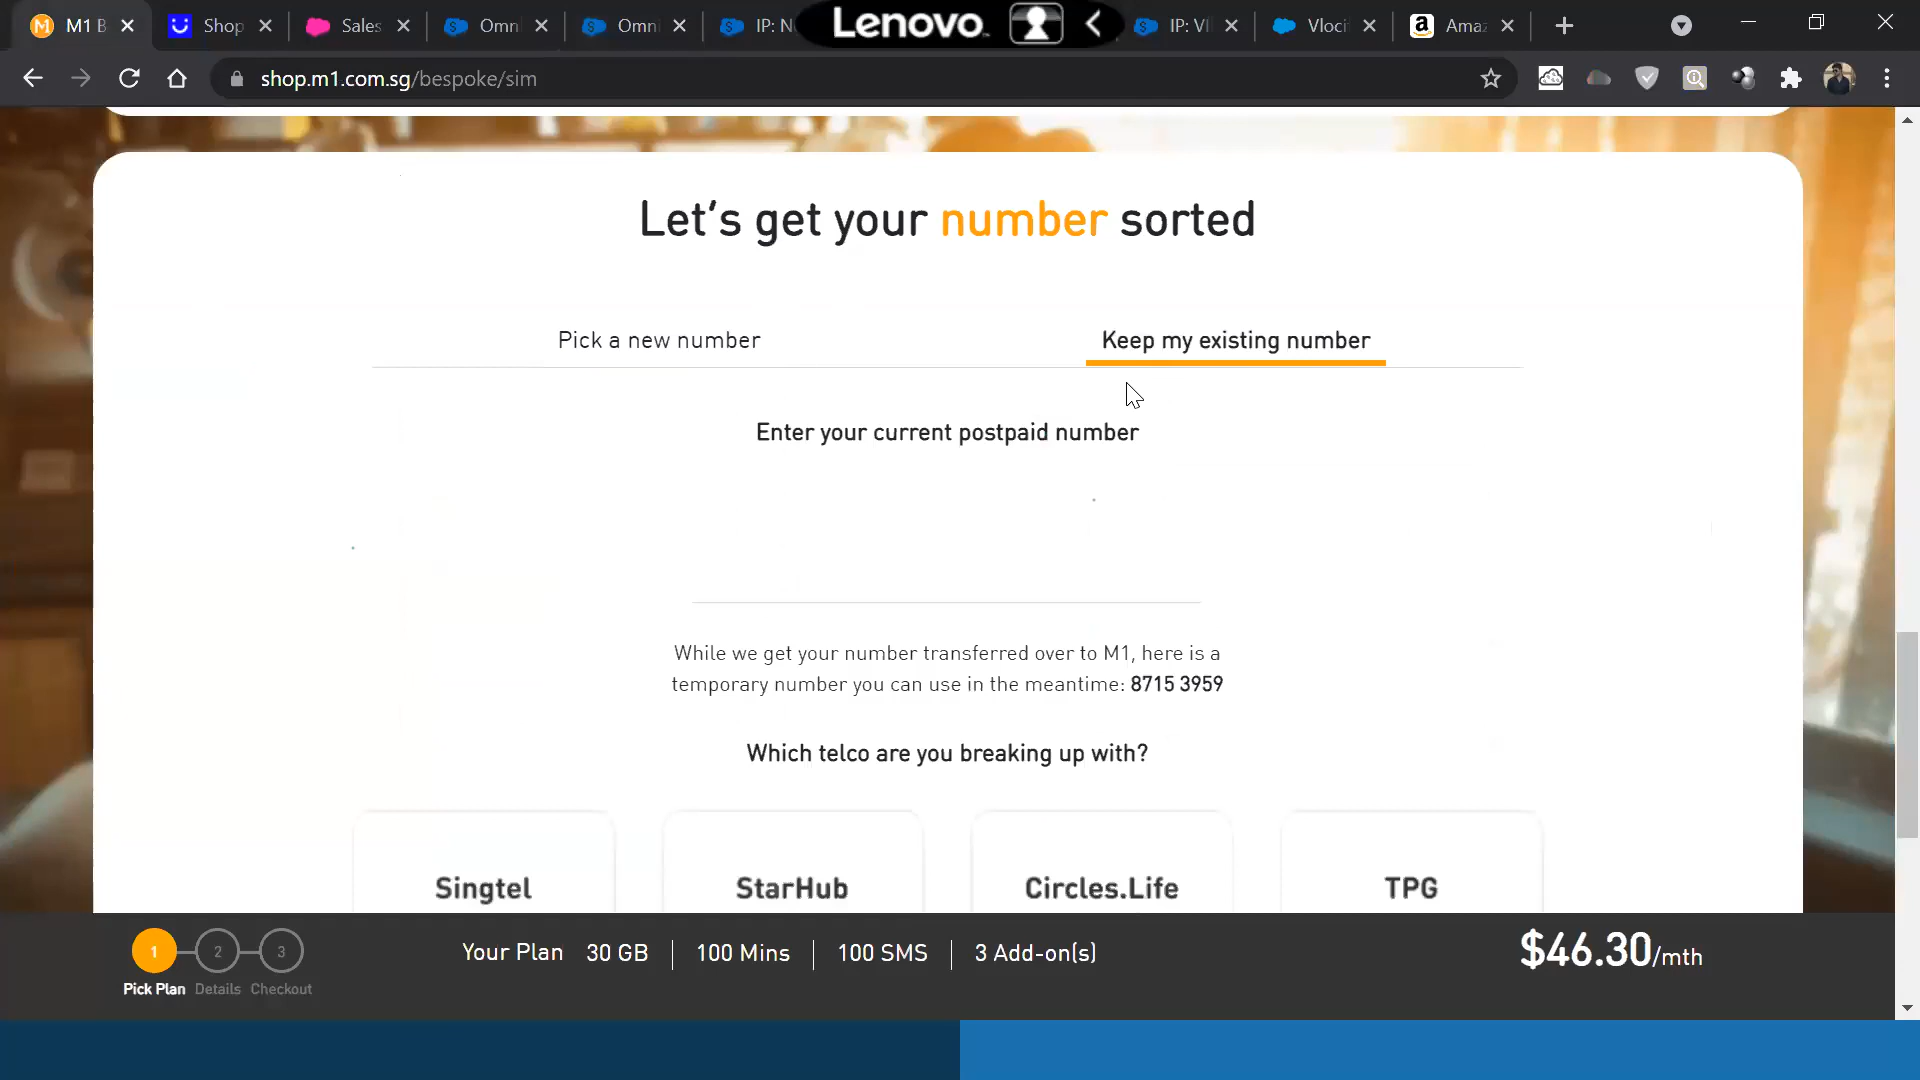 M1 B
Shop
Sales
Omni
Omni
IP: N
Lenovo
IP: Vl
Vloci
Amaz
shop.m1.com.sg/bespoke/sim
Let's get your number sorted
Pick a new number
Keep my existing number
Enter your current postpaid number
While we get your number transferred over to M1, here is a
temporary number you can use in the meantime: 8715 3959
Which telco are you breaking up with?
Singtel
StarHub
Circles.Life
TPG
1
2
3
Pick Plan
Details
Checkout
Your Plan
30 GB
100 Mins
100 SMS
3 Add-on(s)
$46.30/mth